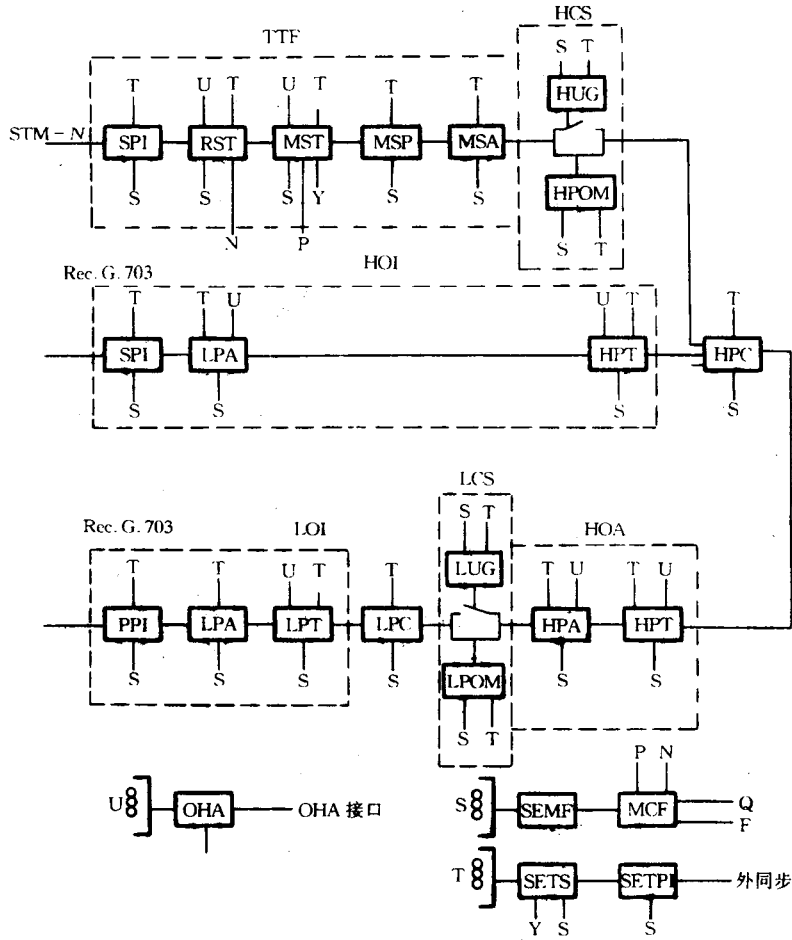 HCS
TTF
S T
T U T U T T T
HUG
STM-N
SPI RST MST MSP MSA
HPOM
S S S Y S S
N P
S T
HOI
Rec. G. 703
T T U U T T
SPI LPA HPT HPC
S S S S
LCS
Rec. G. 703 LOI S T HOA
T T U T T LUG T U T U
PPI LPA LPT LPC HPA HPT
S S S S LPOM S S
S T
P N
U OHA OHA 接口 S SEMF MCF Q
F
T SETS SETPI 外同步
Y S S